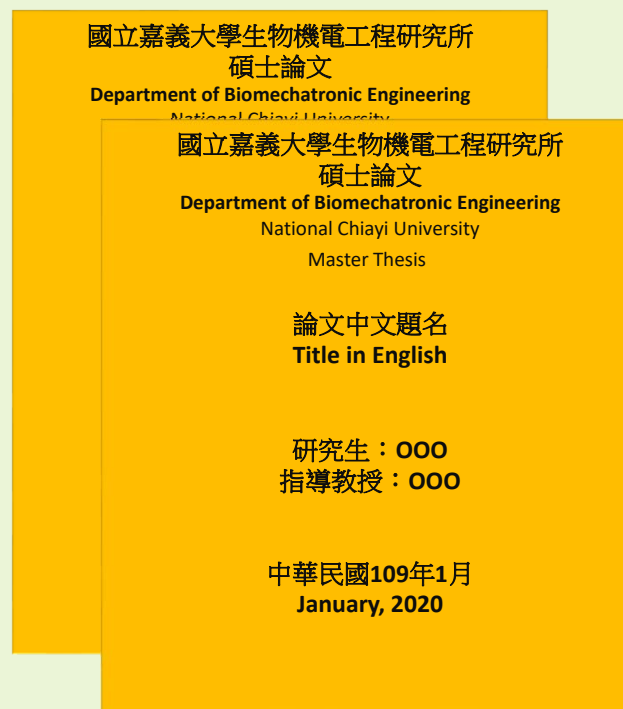 國立嘉義大學生物機電工程研究所
碩士論文
Department of Biomechatronic Engineering
National Chiayi University
國立嘉義大學生物機電工程研究所
碩士論文
Department of Biomechatronic Engineering
National Chiayi University
Master Thesis
論文中文題名
Title in English
研究生：OOO
指導教授：OOO
中華民國109年1月
January, 2020